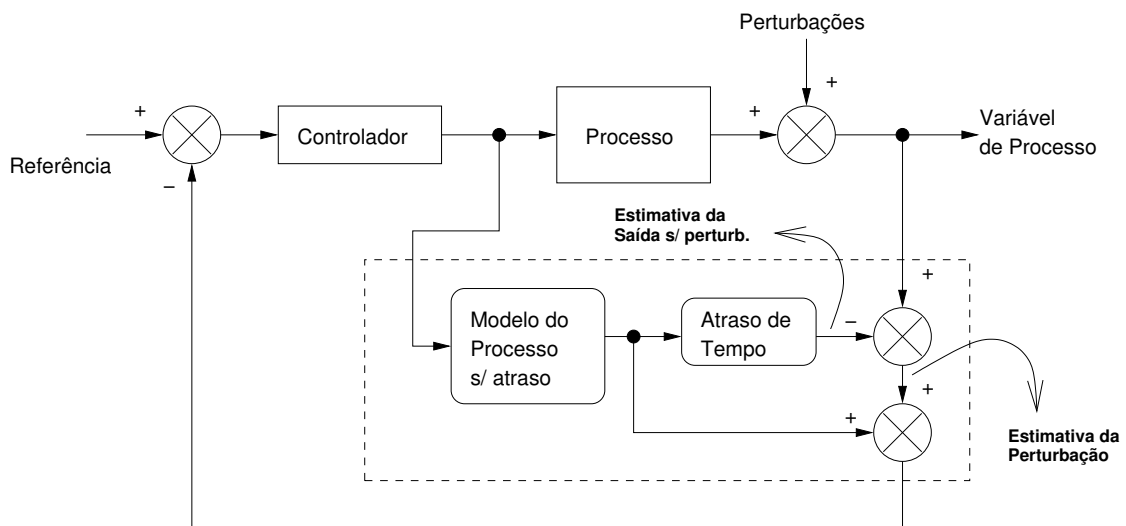 Perturbações
+
+
+
Referência
–
Controlador
Processo
Variável
de Processo
Estimativa da
Saída s/ perturb.
+
Modelo do
Processo
s/ atraso
Atraso de
Tempo
–
+
+
Estimativa da
Perturbação